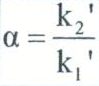 α = k₂' / k₁'